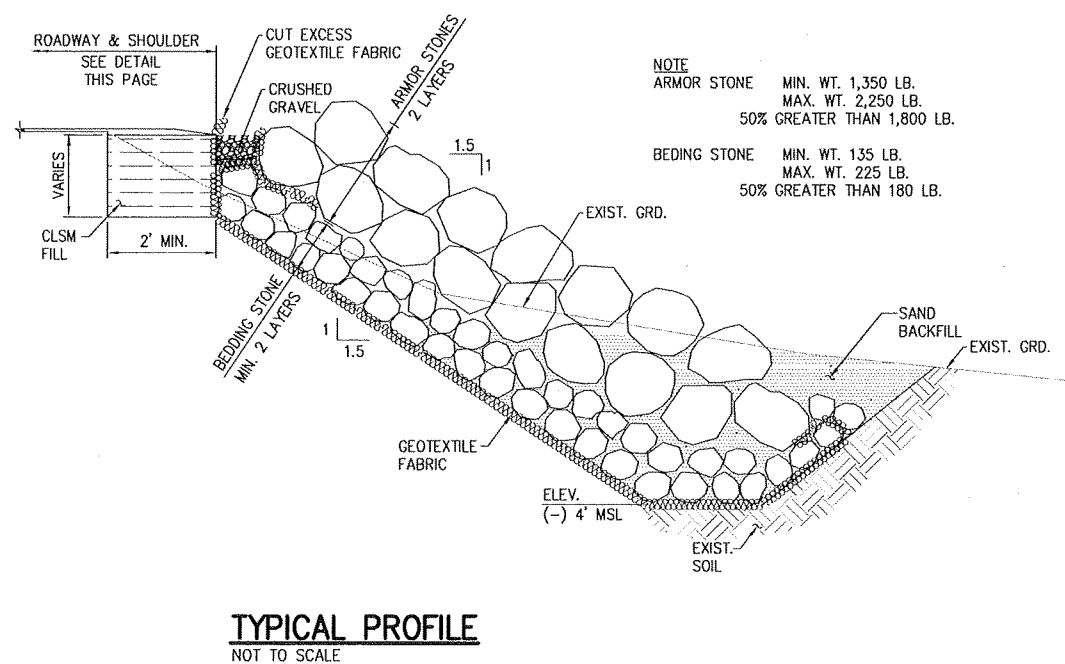 ROADWAY & SHOULDER
SEE DETAIL
THIS PAGE
CUT EXCESS
GEOTEXTILE FABRIC
CRUSHED
GRAVEL
ARMOR STONES
2 LAYERS
1.5
1
NOTE
ARMOR STONE MIN. WT. 1,350 LB.
MAX. WT. 2,250 LB.
50% GREATER THAN 1,800 LB.
BEDING STONE MIN. WT. 135 LB.
MAX. WT. 225 LB.
50% GREATER THAN 180 LB.
VARIES
CLSM
FILL
2' MIN.
EXIST. GRD.
BEDDING STONE
MIN. 2 LAYERS
1
1.5
SAND
BACKFILL
EXIST. GRD.
GEOTEXTILE
FABRIC
ELEV.
(-) 4' MSL
EXIST.
SOIL
TYPICAL PROFILE
NOT TO SCALE